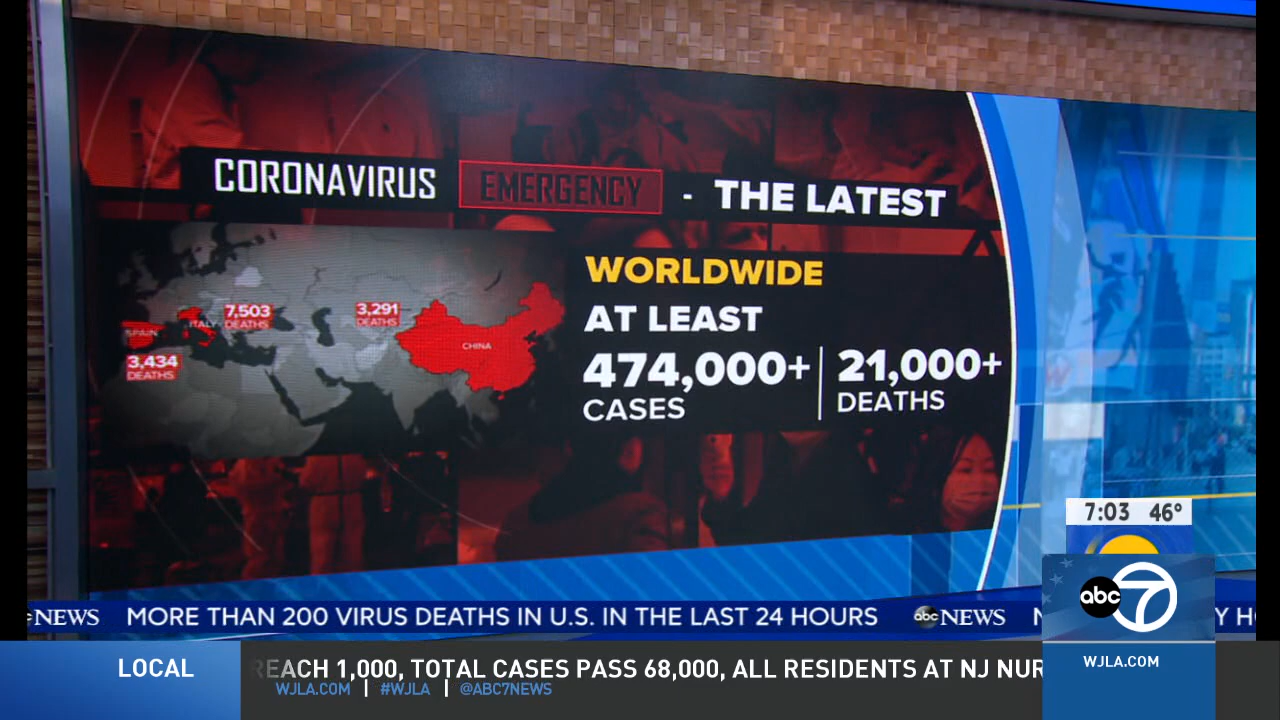 CORONAVIRUS EMERGENCY - THE LATEST
WORLDWIDE
AT LEAST
474,000+
CASES
21,000+
DEATHS
7,503
DEATHS
ITALY
SPAIN
3,434
DEATHS
3,291
DEATHS
CHINA
7:03 46°
abc 7
NEWS MORE THAN 200 VIRUS DEATHS IN U.S. IN THE LAST 24 HOURS abc NEWS
LOCAL REACH 1,000, TOTAL CASES PASS 68,000, ALL RESIDENTS AT NJ NUR
WJLA.COM | #WJLA | @ABC7NEWS
WJLA.COM